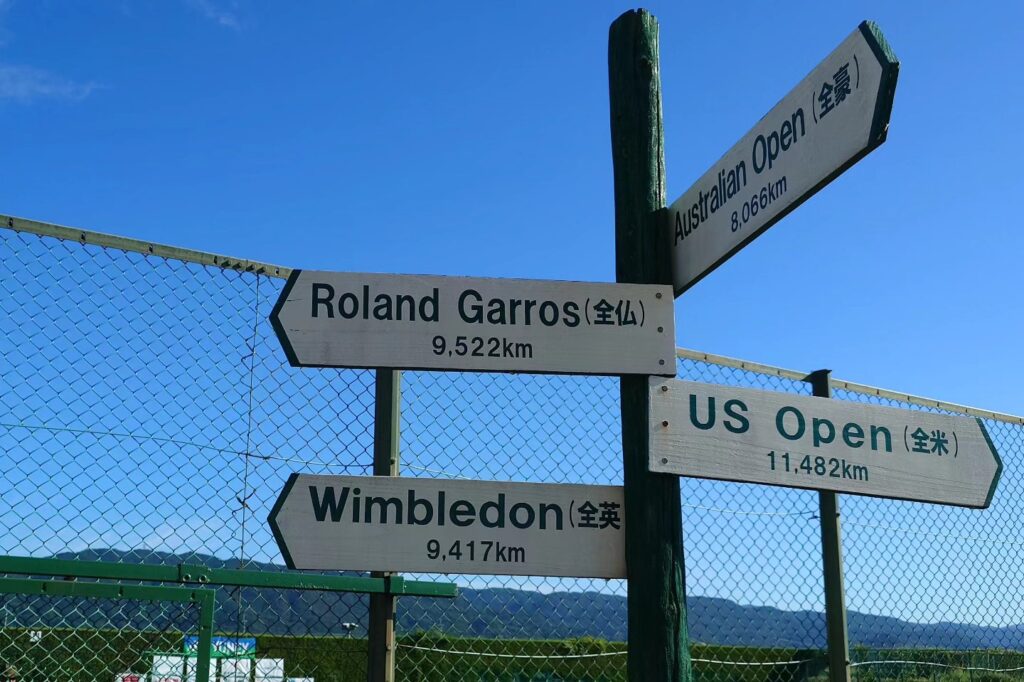 Australian Open (全豪)
8,066km
Roland Garros (全仏)
9,522km
US Open (全米)
11,482km
Wimbledon (全英
9,417km